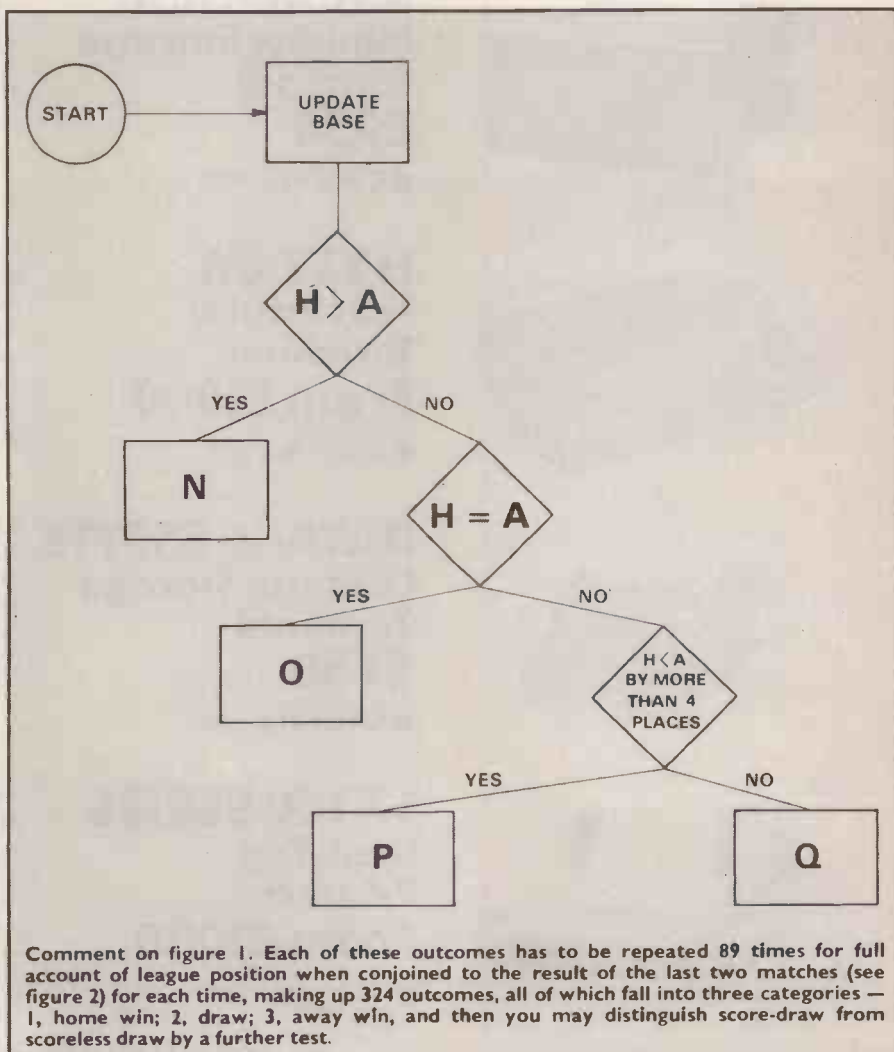 START
UPDATE
BASE
H > A
YES
NO
N
H = A
YES
NO
O
H < A
BY MORE
THAN 4
PLACES
YES
NO
P
Q
Comment on figure 1. Each of these outcomes has to be repeated 89 times for full
account of league position when conjoined to the result of the last two matches (see
figure 2) for each time, making up 324 outcomes, all of which fall into three categories —
1, home win; 2, draw; 3, away win, and then you may distinguish score-draw from
scoreless draw by a further test.